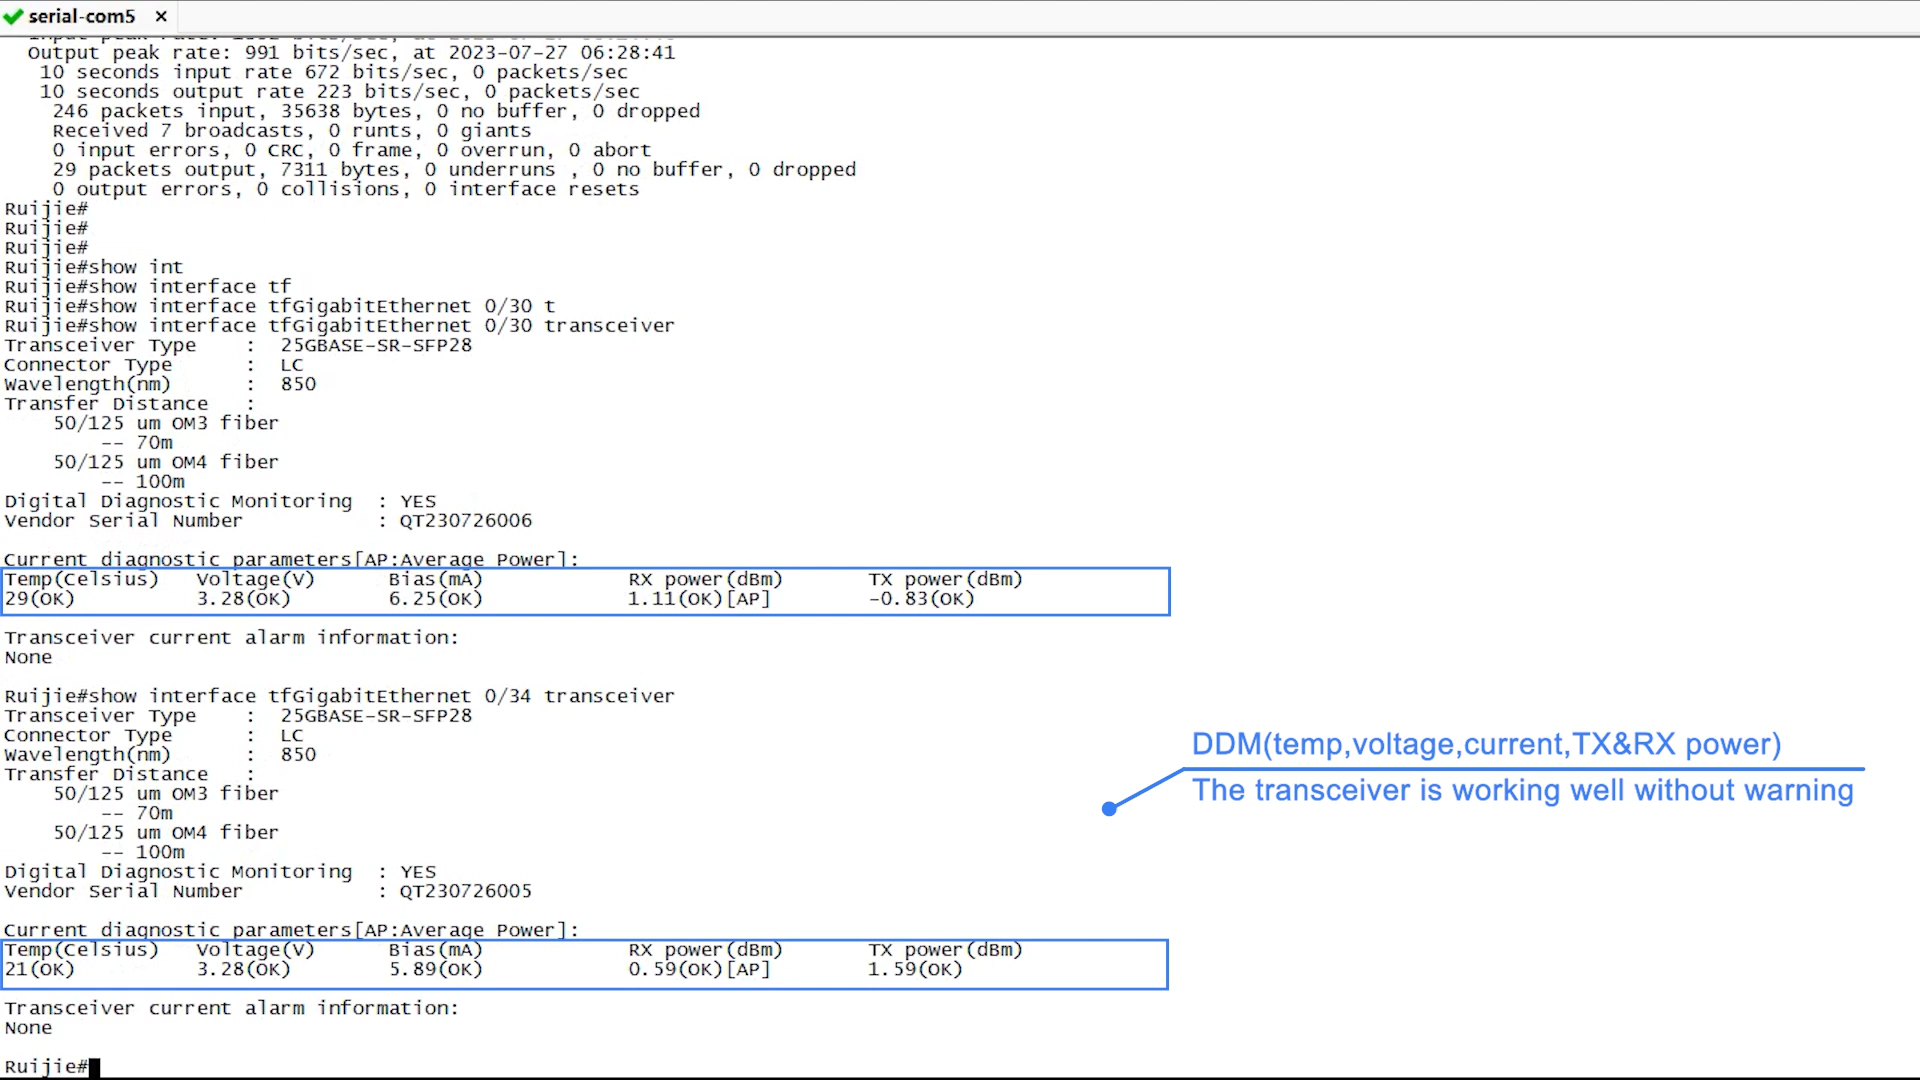 serial-com5 ×
Output peak rate: 991 bits/sec, at 2023-07-27 06:28:41
10 seconds input rate 672 bits/sec, 0 packets/sec
10 seconds output rate 223 bits/sec, 0 packets/sec
246 packets input, 35638 bytes, 0 no buffer, 0 dropped
Received 7 broadcasts, 0 runts, 0 giants
0 input errors, 0 CRC, 0 frame, 0 overrun, 0 abort
29 packets output, 7311 bytes, 0 underruns , 0 no buffer, 0 dropped
0 output errors, 0 collisions, 0 interface resets
Ruijie#
Ruijie#
Ruijie#
Ruijie#show int
Ruijie#show interface tf
Ruijie#show interface tfGigabitEthernet 0/30 t
Ruijie#show interface tfGigabitEthernet 0/30 transceiver
Transceiver Type    :  25GBASE-SR-SFP28
Connector Type      :  LC
Wavelength(nm)      :  850
Transfer Distance   :
50/125 um OM3 fiber
-- 70m
50/125 um OM4 fiber
-- 100m
Digital Diagnostic Monitoring  : YES
Vendor Serial Number           : QT230726006
Current diagnostic parameters[AP:Average Power]:
Temp(Celsius)   Voltage(V)      Bias(mA)            RX power(dBm)       TX power(dBm)
29(OK)          3.28(OK)        6.25(OK)            1.11(OK)[AP]        -0.83(OK)
Transceiver current alarm information:
None
Ruijie#show interface tfGigabitEthernet 0/34 transceiver
Transceiver Type    :  25GBASE-SR-SFP28
Connector Type      :  LC
Wavelength(nm)      :  850
Transfer Distance   :
50/125 um OM3 fiber
-- 70m
50/125 um OM4 fiber
-- 100m
Digital Diagnostic Monitoring  : YES
Vendor Serial Number           : QT230726005
Current diagnostic parameters[AP:Average Power]:
Temp(Celsius)   Voltage(V)      Bias(mA)            RX power(dBm)       TX power(dBm)
21(OK)          3.28(OK)        5.89(OK)            0.59(OK)[AP]        1.59(OK)
Transceiver current alarm information:
None
Ruijie#
DDM(temp,voltage,current,TX&RX power)
The transceiver is working well without warning